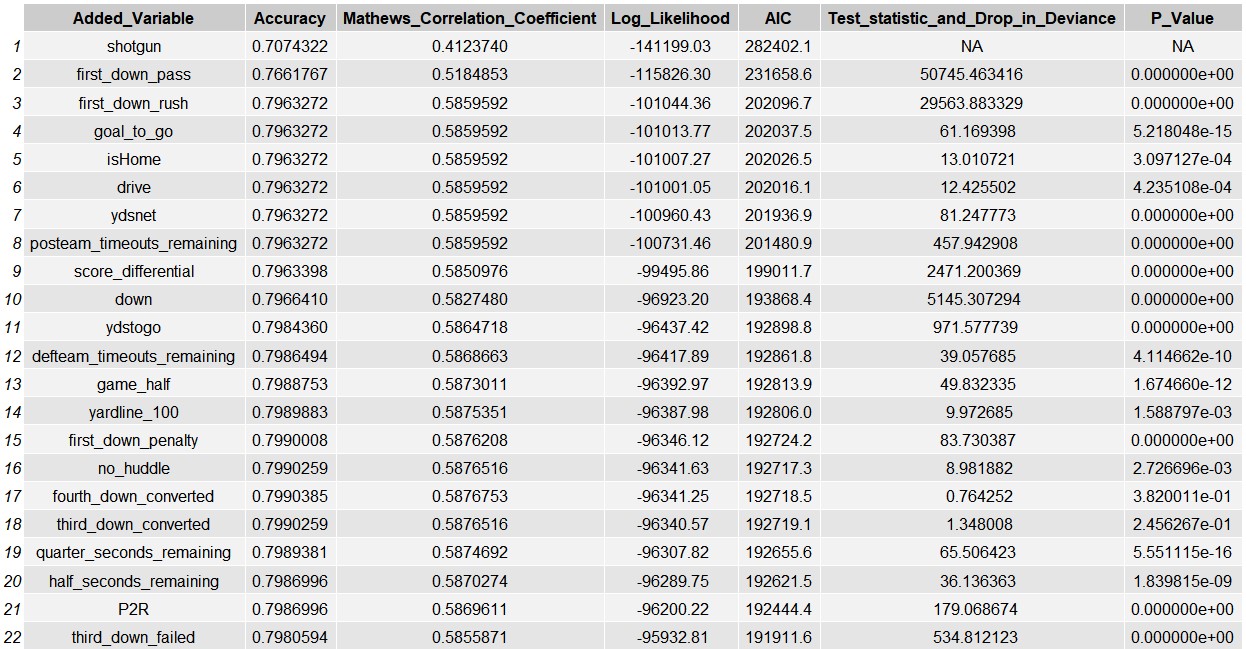 Added_Variable Accuracy Mathews_Correlation_Coefficient Log_Likelihood AIC Test_statistic_and_Drop_in_Deviance P_Value
1 shotgun 0.7074322 0.4123740 -141199.03 282402.1 NA NA
2 first_down_pass 0.7661767 0.5184853 -115826.30 231658.6 50745.463416 0.000000e+00
3 first_down_rush 0.7963272 0.5859592 -101044.36 202096.7 29563.883329 0.000000e+00
4 goal_to_go 0.7963272 0.5859592 -101013.77 202037.5 61.169398 5.218048e-15
5 isHome 0.7963272 0.5859592 -101007.27 202026.5 13.010721 3.097127e-04
6 drive 0.7963272 0.5859592 -101001.05 202016.1 12.425502 4.235108e-04
7 ydsnet 0.7963272 0.5859592 -100960.43 201936.9 81.247773 0.000000e+00
8 posteam_timeouts_remaining 0.7963272 0.5859592 -100731.46 201480.9 457.942908 0.000000e+00
9 score_differential 0.7963398 0.5850976 -99495.86 199011.7 2471.200369 0.000000e+00
10 down 0.7966410 0.5827480 -96923.20 193868.4 5145.307294 0.000000e+00
11 ydstogo 0.7984360 0.5864718 -96437.42 192898.8 971.577739 0.000000e+00
12 defteam_timeouts_remaining 0.7986494 0.5868663 -96417.89 192861.8 39.057685 4.114662e-10
13 game_half 0.7988753 0.5873011 -96392.97 192813.9 49.832335 1.674660e-12
14 yardline_100 0.7989883 0.5875351 -96387.98 192806.0 9.972685 1.588797e-03
15 first_down_penalty 0.7990008 0.5876208 -96346.12 192724.2 83.730387 0.000000e+00
16 no_huddle 0.7990259 0.5876516 -96341.63 192717.3 8.981882 2.726696e-03
17 fourth_down_converted 0.7990385 0.5876753 -96341.25 192718.5 0.764252 3.820011e-01
18 third_down_converted 0.7990259 0.5876516 -96340.57 192719.1 1.348008 2.456267e-01
19 quarter_seconds_remaining 0.7989381 0.5874692 -96307.82 192655.6 65.506423 5.551115e-16
20 half_seconds_remaining 0.7986996 0.5870274 -96289.75 192621.5 36.136363 1.839815e-09
21 P2R 0.7986996 0.5869611 -96200.22 192444.4 179.068674 0.000000e+00
22 third_down_failed 0.7980594 0.5855871 -95932.81 191911.6 534.812123 0.000000e+00